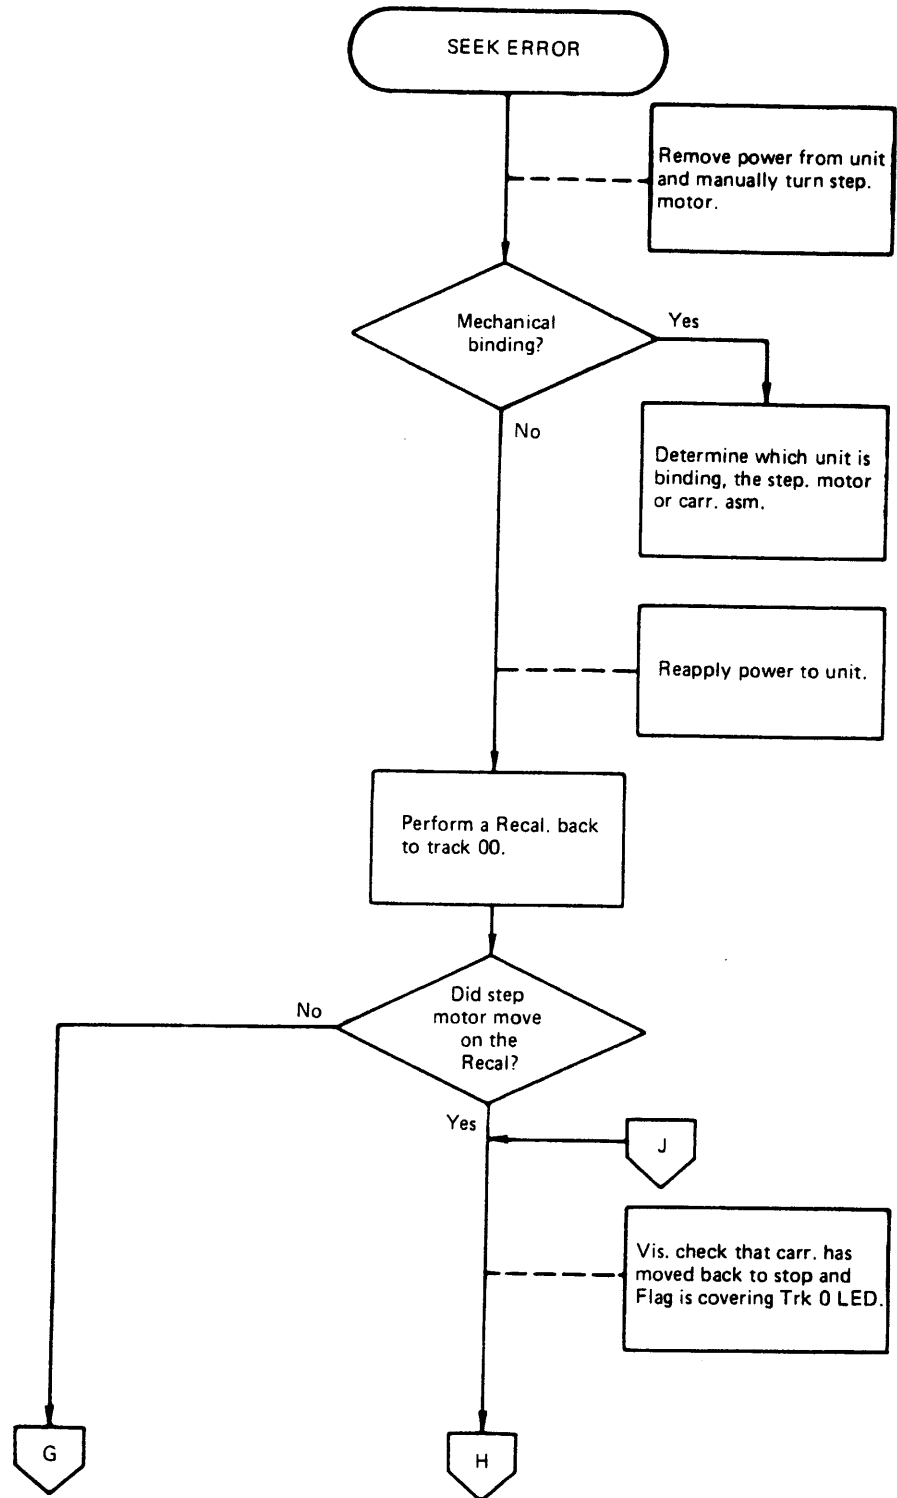 SEEK ERROR
Remove power from unit
and manually turn step.
motor.
Mechanical
binding?
Yes
No
Determine which unit is
binding, the step. motor
or carr. asm.
Reapply power to unit.
Perform a Recal. back
to track 00.
Did step
motor move
on the
Recal?
No
Yes
J
Vis. check that carr. has
moved back to stop and
Flag is covering Trk 0 LED.
G
H